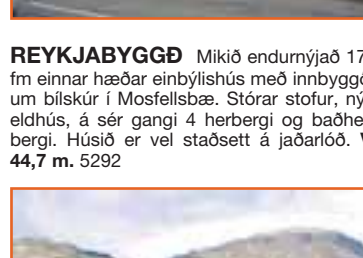 REYKJABYGGÐ Mikið endurnýjað 17
fm einnar hæðar einbýlishús með innbyggð
um bílskúr í Mosfellsbæ. Stórar stofur, ný
eldhús, á sér gangi 4 herbergi og baðhe
bergi. Húsið er vel staðsett á jaðarlóð.
44,7 m. 5292